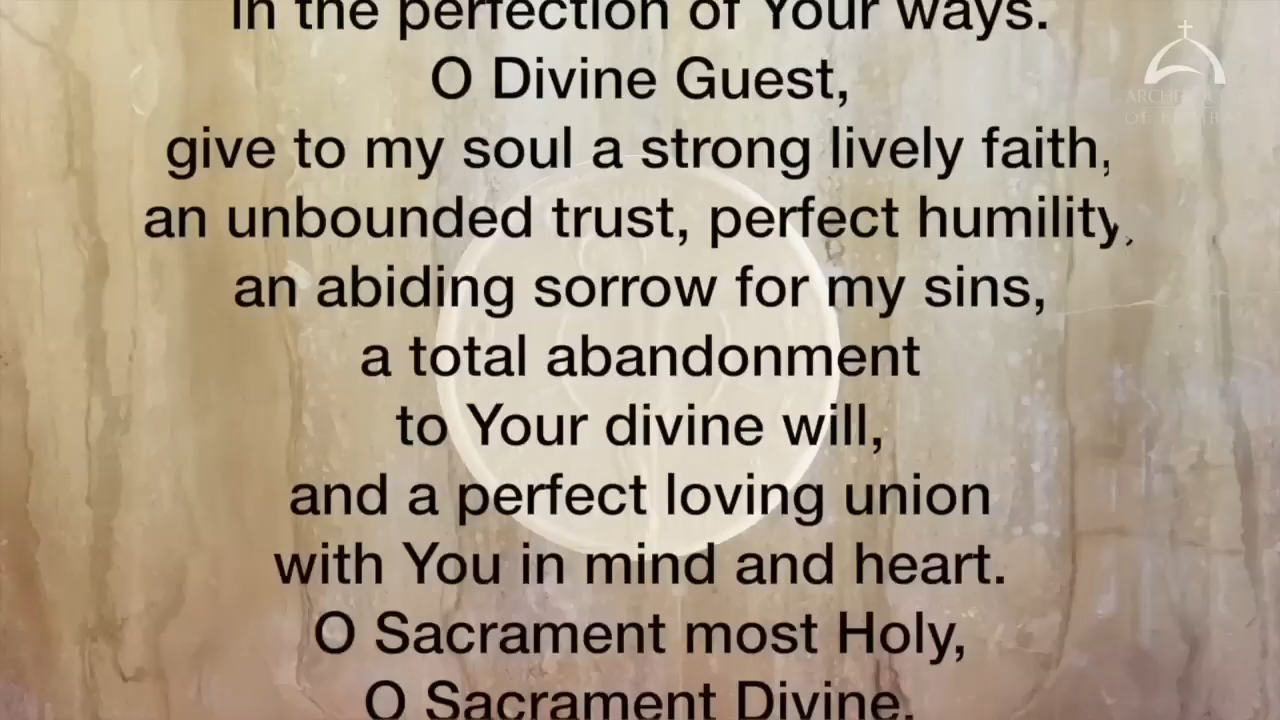 in the perfection of Your ways.
O Divine Guest,
give to my soul a strong lively faith,
an unbounded trust, perfect humility,
an abiding sorrow for my sins,
a total abandonment
to Your divine will,
and a perfect loving union
with You in mind and heart.
O Sacrament most Holy,
O Sacrament Divine.
OF